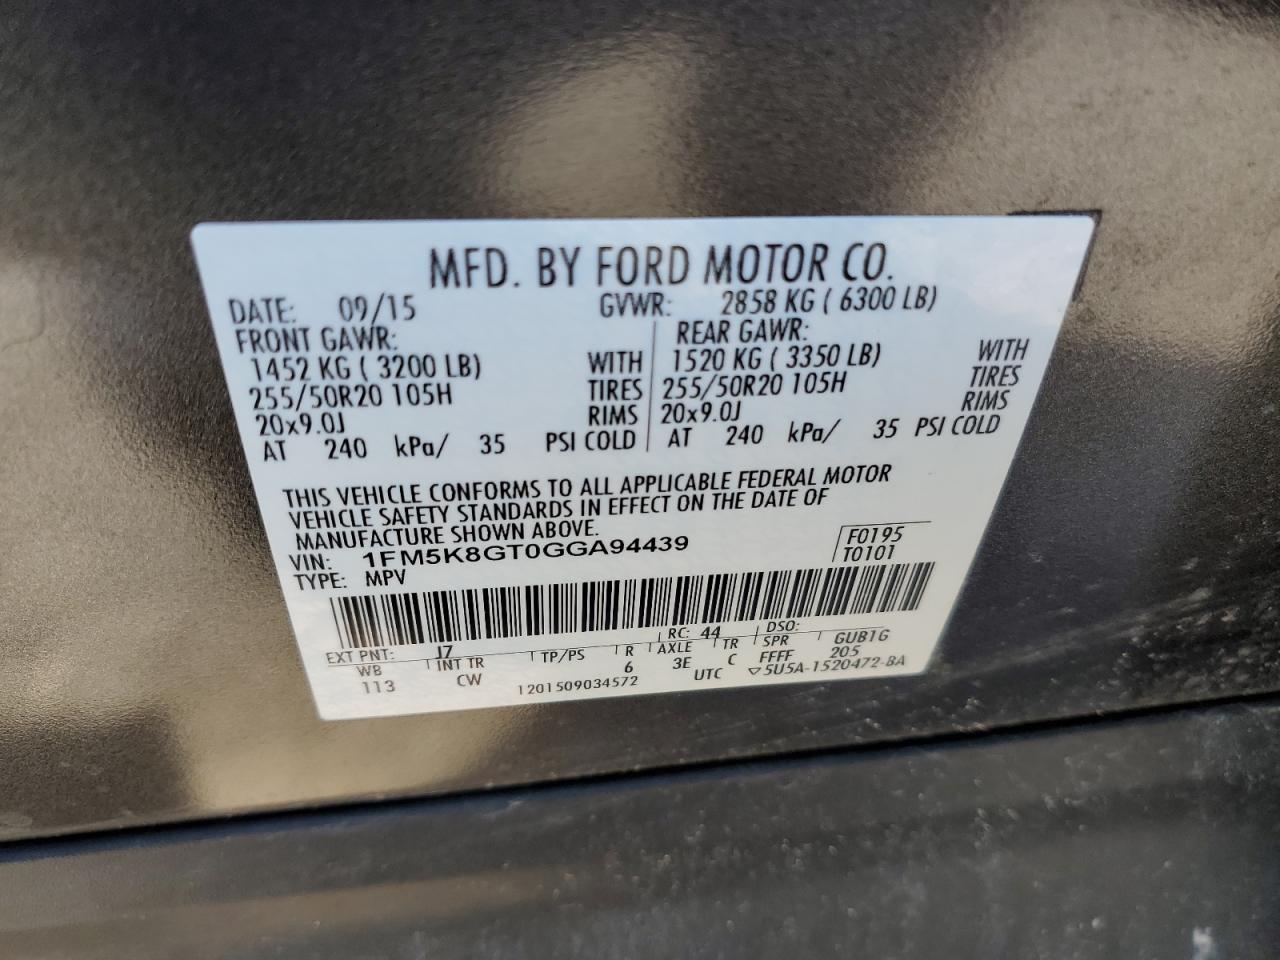 MFD. BY FORD MOTOR CO.
DATE: 09/15 GVWR: 2858 KG ( 6300 LB)
FRONT GAWR: REAR GAWR:
1452 KG ( 3200 LB) WITH 1520 KG ( 3350 LB) WITH
255/50R20 105H TIRES 255/50R20 105H TIRES
20x9.0J RIMS 20x9.0J RIMS
AT 240 kPa/ 35 PSI COLD AT 240 kPa/ 35 PSI COLD
THIS VEHICLE CONFORMS TO ALL APPLICABLE FEDERAL MOTOR
VEHICLE SAFETY STANDARDS IN EFFECT ON THE DATE OF
MANUFACTURE SHOWN ABOVE.
VIN: 1FM5K8GT0GGA94439 F0195
TYPE: MPV T0101
EXT PNT: J7 RC: 44 DSO:
WB INT TR TP/PS R AXLE TR SPR GUB1G
113 CW 6 3E C FFFF 205
1201509034572 UTC ▽5U5A-1520472-BA